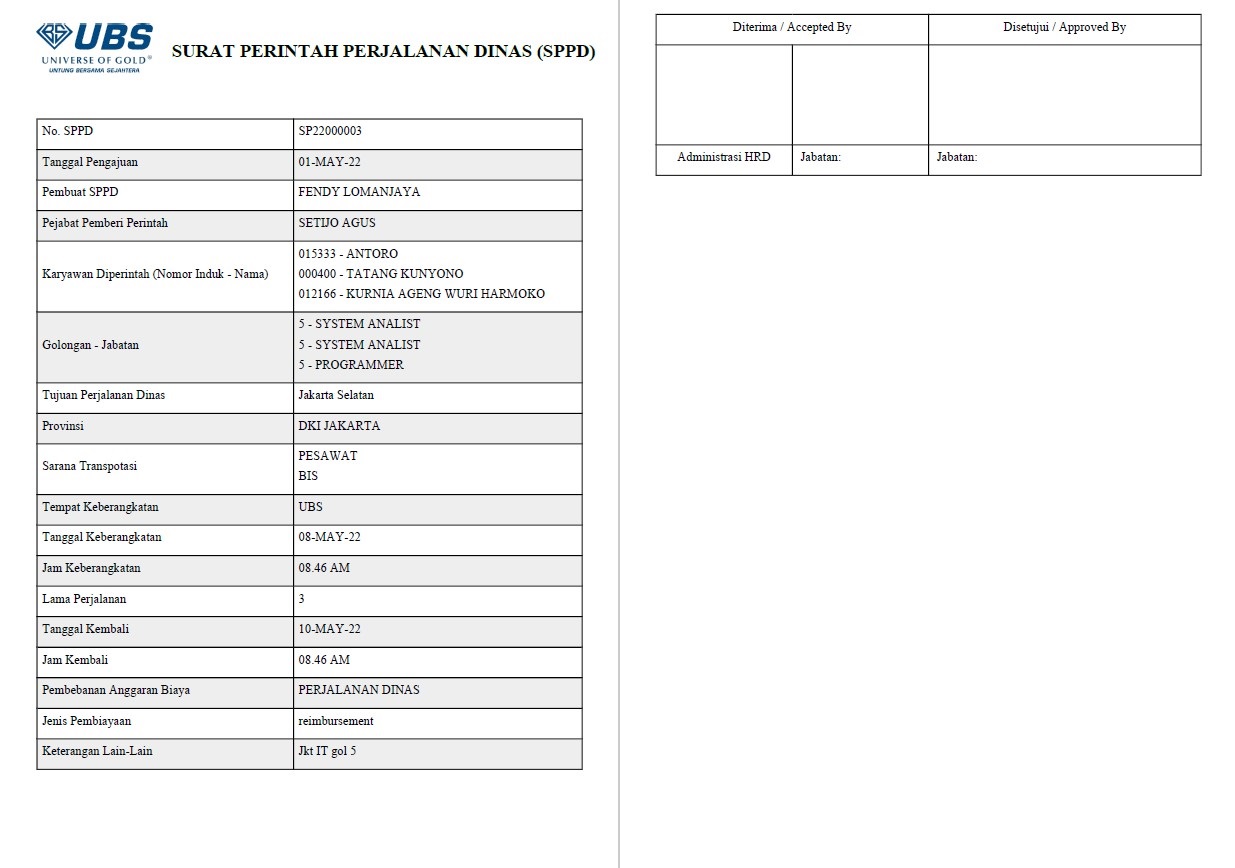 UBS
UNIVERSE OF GOLD®
UNTUNG BERSAMA SEJAHTERA
SURAT PERINTAH PERJALANAN DINAS (SPPD)
No. SPPD SP22000003
Tanggal Pengajuan 01-MAY-22
Pembuat SPPD FENDY LOMANJAYA
Pejabat Pemberi Perintah SETIJO AGUS
Karyawan Diperintah (Nomor Induk - Nama)
015333 - ANTORO
000400 - TATANG KUNYONO
012166 - KURNIA AGENG WURI HARMOKO
Golongan - Jabatan
5 - SYSTEM ANALIST
5 - SYSTEM ANALIST
5 - PROGRAMMER
Tujuan Perjalanan Dinas Jakarta Selatan
Provinsi DKI JAKARTA
Sarana Transpotasi
PESAWAT
BIS
Tempat Keberangkatan UBS
Tanggal Keberangkatan 08-MAY-22
Jam Keberangkatan 08.46 AM
Lama Perjalanan 3
Tanggal Kembali 10-MAY-22
Jam Kembali 08.46 AM
Pembebanan Anggaran Biaya PERJALANAN DINAS
Jenis Pembiayaan reimbursement
Keterangan Lain-Lain Jkt IT gol 5
Diterima / Accepted By Disetujui / Approved By
Administrasi HRD Jabatan: Jabatan: